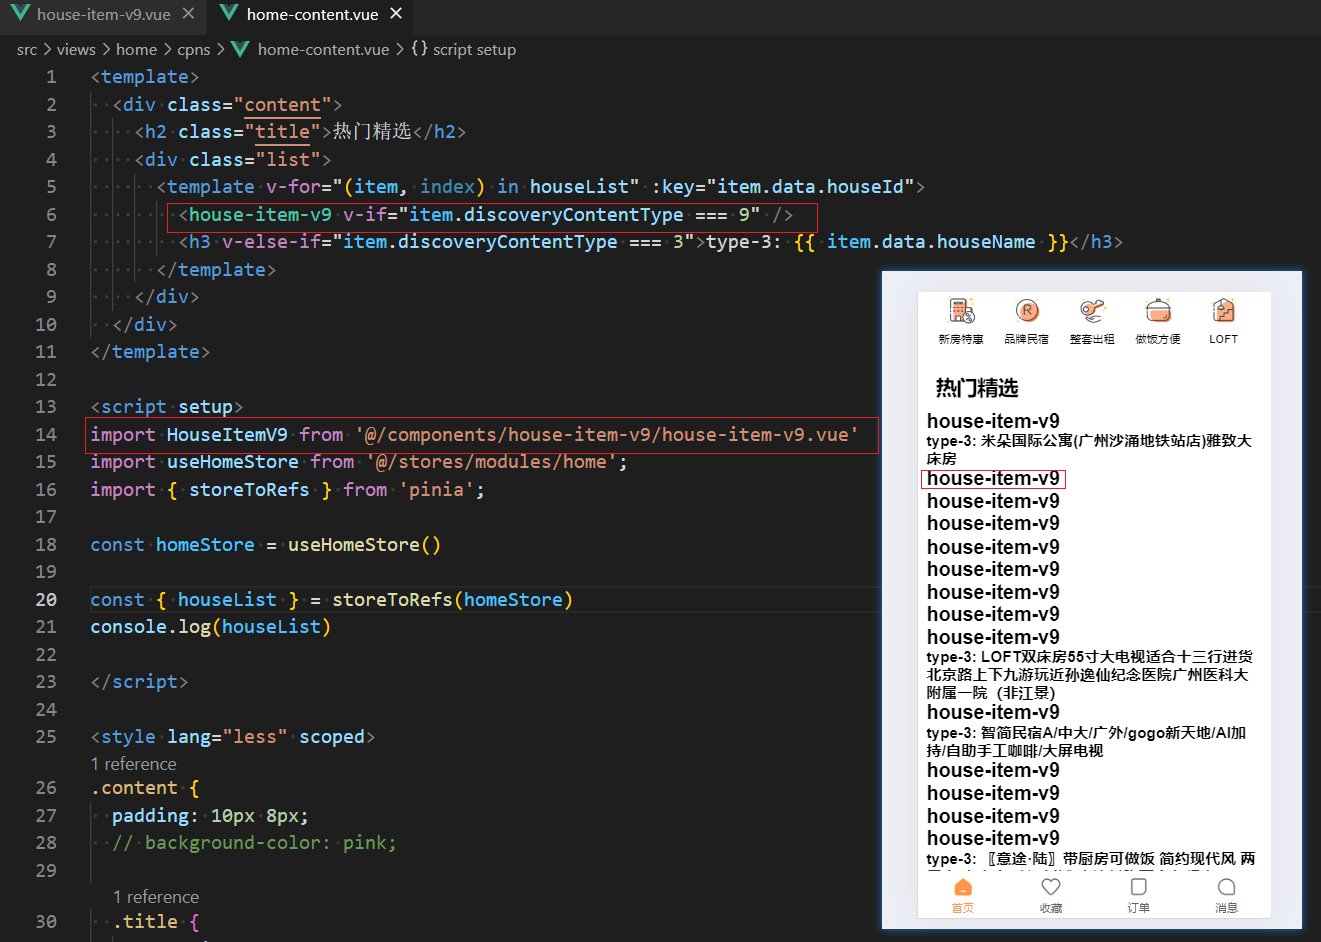 house-item-v9.vue
home-content.vue
src > views > home > cpns > home-content.vue > {} script setup
1 <template>
2 <div class="content">
3 <h2 class="title">热门精选</h2>
4 <div class="list">
5 <template v-for="(item, index) in houseList" :key="item.data.houseId">
6 <house-item-v9 v-if="item.discoveryContentType === 9" />
7 <h3 v-else-if="item.discoveryContentType === 3">type-3: {{ item.data.houseName }}</h3>
8 </template>
9 </div>
10 </div>
11 </template>
12
13 <script setup>
14 import HouseItemV9 from '@/components/house-item-v9/house-item-v9.vue'
15 import useHomeStore from '@/stores/modules/home';
16 import { storeToRefs } from 'pinia';
17
18 const homeStore = useHomeStore()
19
20 const { houseList } = storeToRefs(homeStore)
21 console.log(houseList)
22
23 </script>
24
25 <style lang="less" scoped>
1 reference
26 .content {
27 padding: 10px 8px;
28 // background-color: pink;
29
1 reference
30 .title {
新房特惠 品牌民宿 整套出租 做饭方便 LOFT
热门精选
house-item-v9
type-3: 米朵国际公寓(广州沙涌地铁站店)雅致大
床房
house-item-v9
house-item-v9
house-item-v9
house-item-v9
house-item-v9
house-item-v9
house-item-v9
house-item-v9
type-3: LOFT双床房55寸大电视适合十三行进货
北京路上下九游玩近孙逸仙纪念医院广州医科大
附属一院（非江景）
house-item-v9
type-3: 智简民宿A/中大/广外/gogo新天地/AI加
持/自助手工咖啡/大屏电视
house-item-v9
house-item-v9
house-item-v9
house-item-v9
type-3: 〖意途·陆〗带厨房可做饭 简约现代风 两
首页 收藏 订单 消息